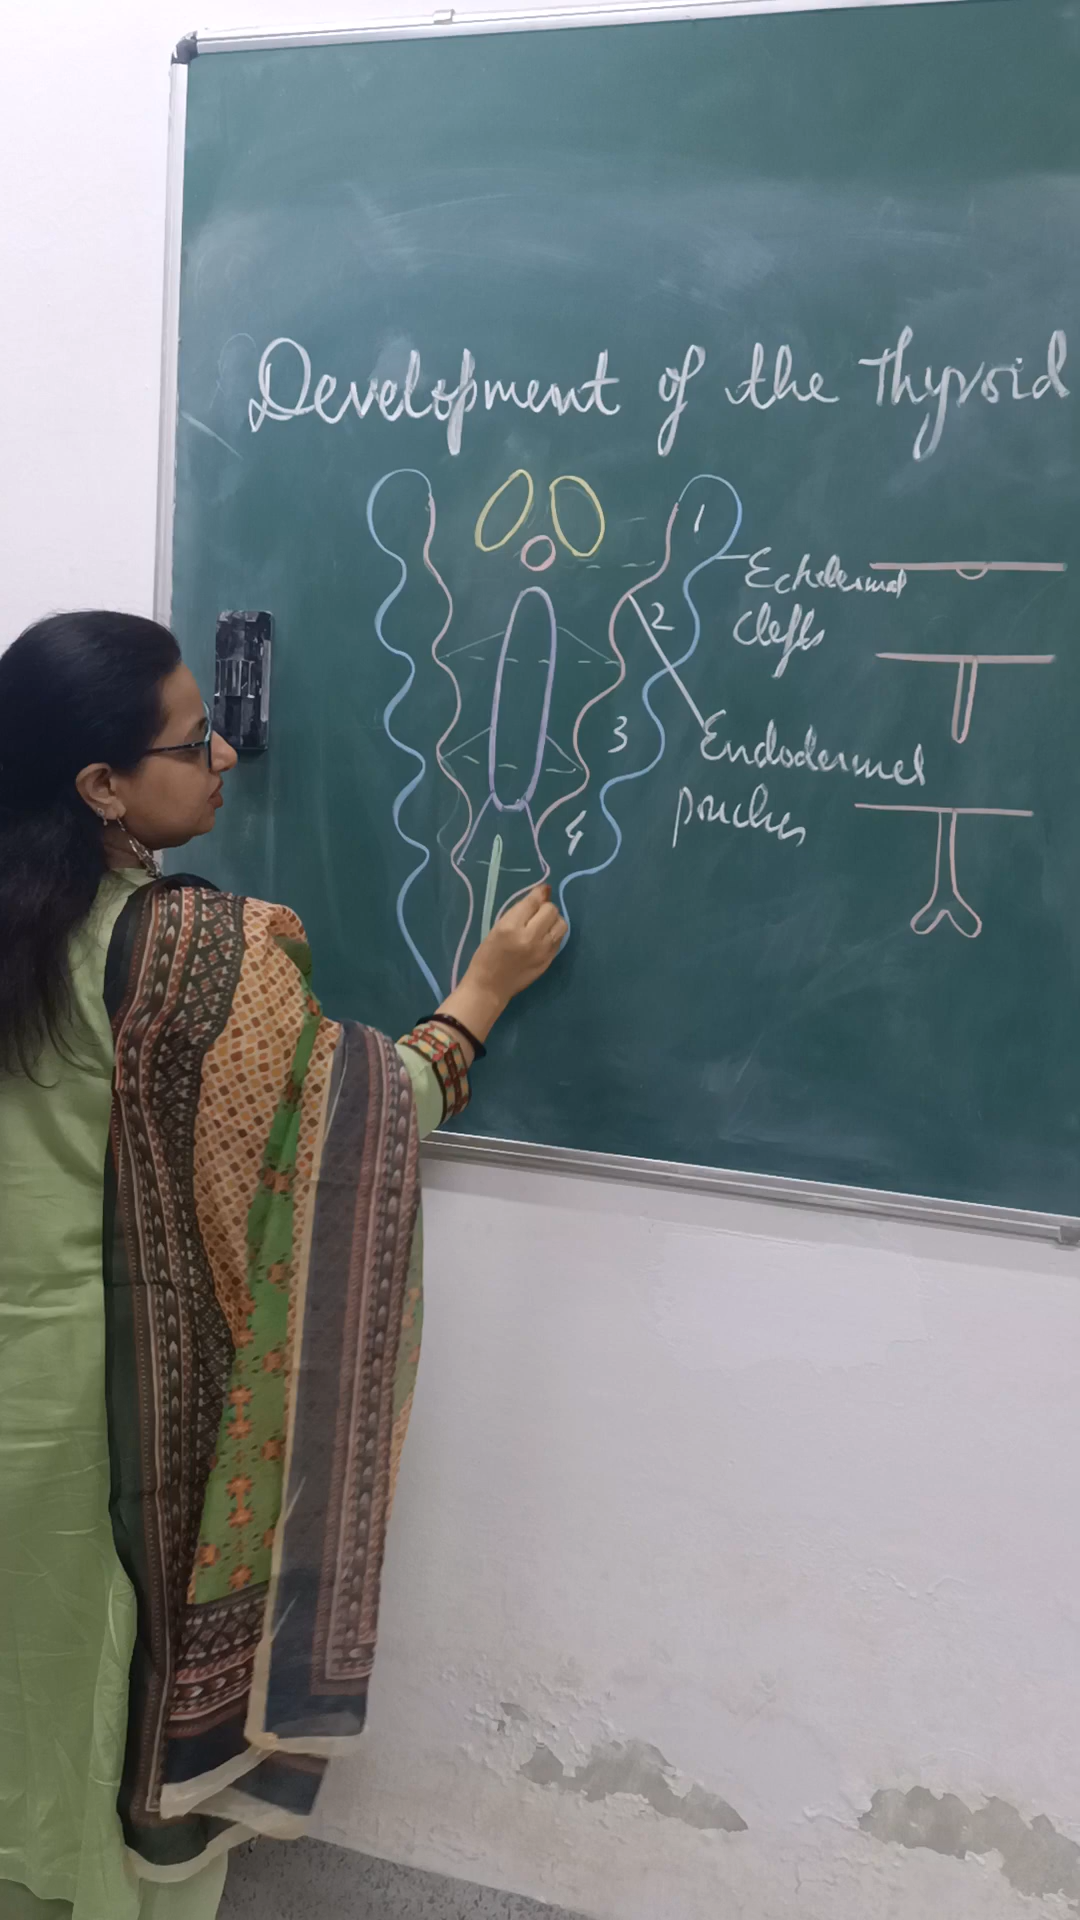 Development of the Thyroid
1
Ectodermal
clefts
2
3
Endodermal
pouches
4